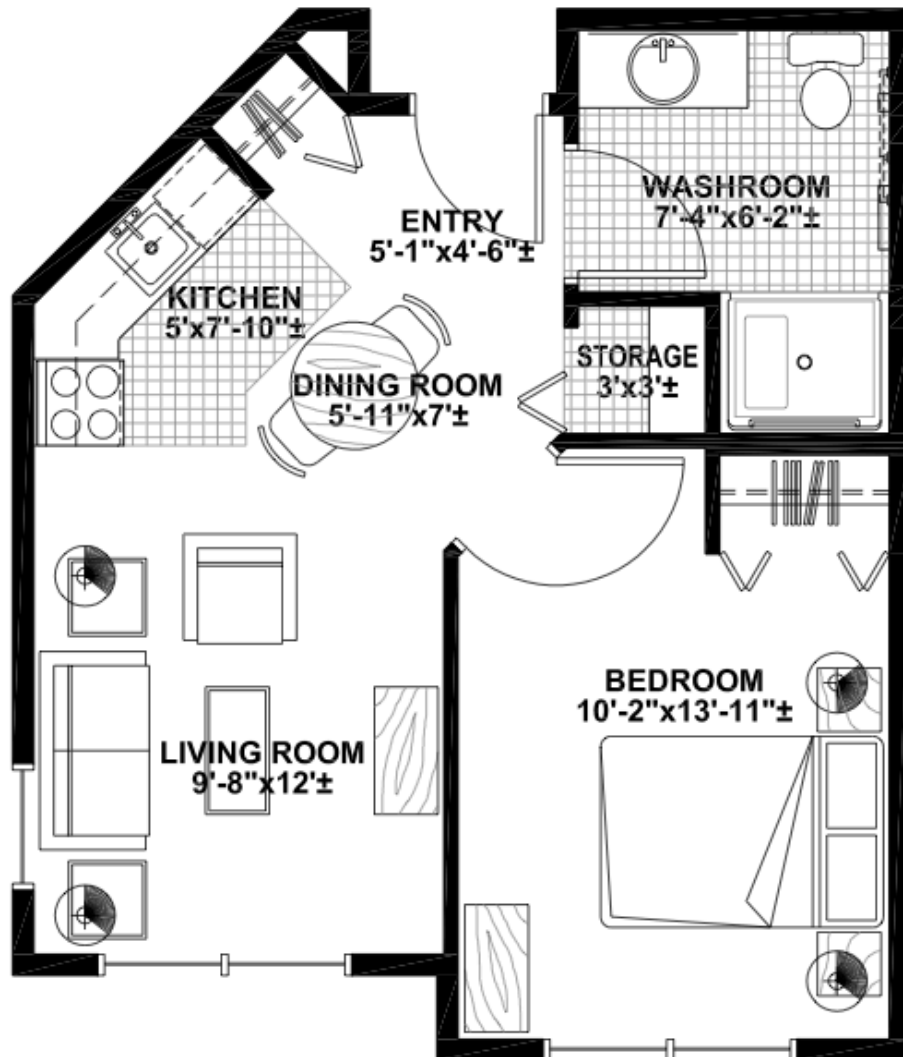 WASHROOM
7'-4"x6'-2"±
ENTRY
5'-1"x4'-6"±
KITCHEN
5'x7'-10"±
STORAGE
3'x3'±
DINING ROOM
5'-11"x7'±
BEDROOM
10'-2"x13'-11"±
LIVING ROOM
9'-8"x12'±